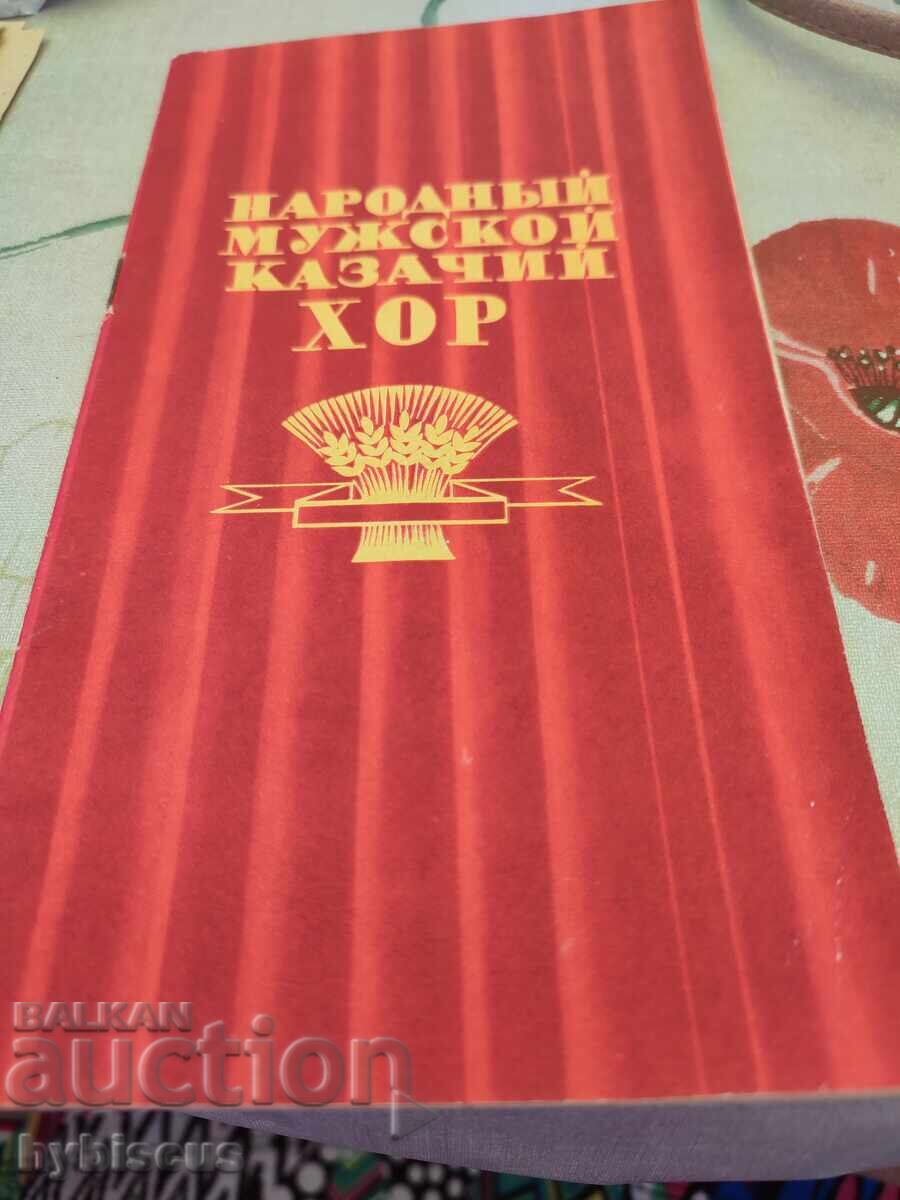 НАРОДНЫЙ
МУЖСКОЙ
КАЗАЧИЙ
ХОР
BALKAN
auction
hybiscus